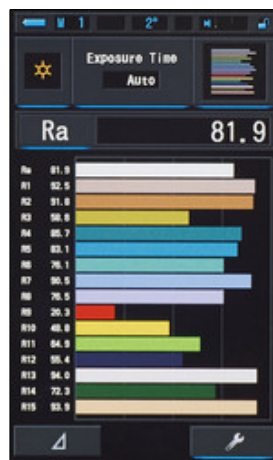 M 1 2°
Exposure Time
Auto
Ra 81.9
Ra 81.9
R1 92.5
R2 91.8
R3 58.8
R4 85.7
R5 83.1
R6 76.1
R7 90.5
R8 76.5
R9 20.3
R10 48.8
R11 64.9
R12 55.4
R13 94.0
R14 72.3
R15 93.9